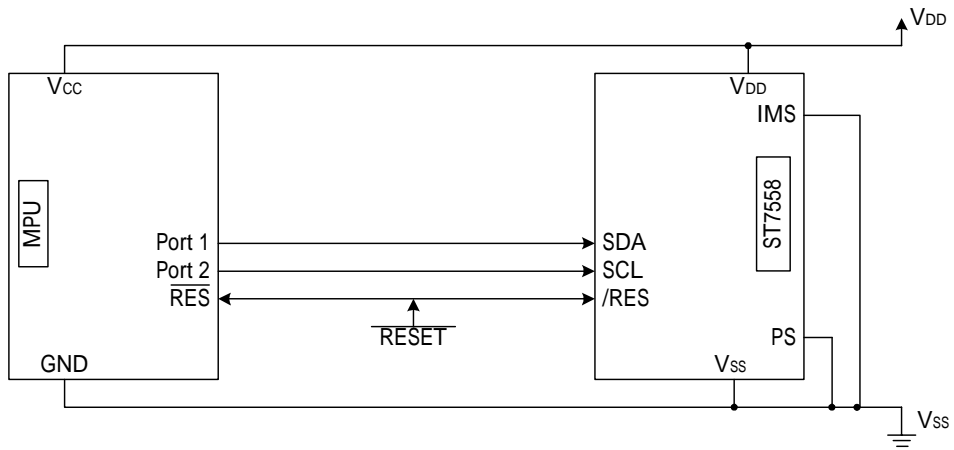 VDD
VCC
VDD
IMS
MPU
ST7558
Port 1
SDA
Port 2
SCL
RES
/RES
RESET
PS
GND
VSS
VSS